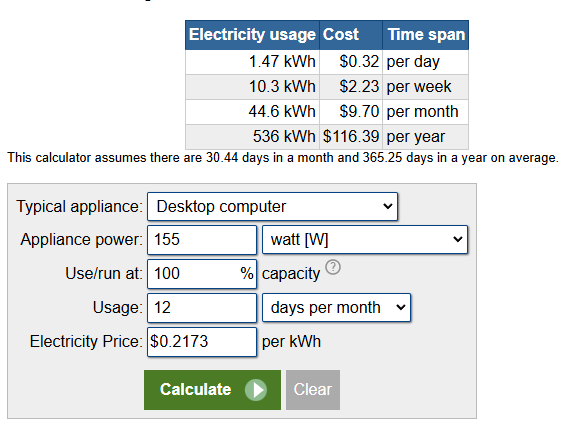 Electricity usage Cost Time span
1.47 kWh $0.32 per day
10.3 kWh $2.23 per week
44.6 kWh $9.70 per month
536 kWh $116.39 per year
This calculator assumes there are 30.44 days in a month and 365.25 days in a year on average.
Typical appliance: Desktop computer
Appliance power: 155 watt [W]
Use/run at: 100 % capacity ?
Usage: 12 days per month
Electricity Price: $0.2173 per kWh
Calculate Clear